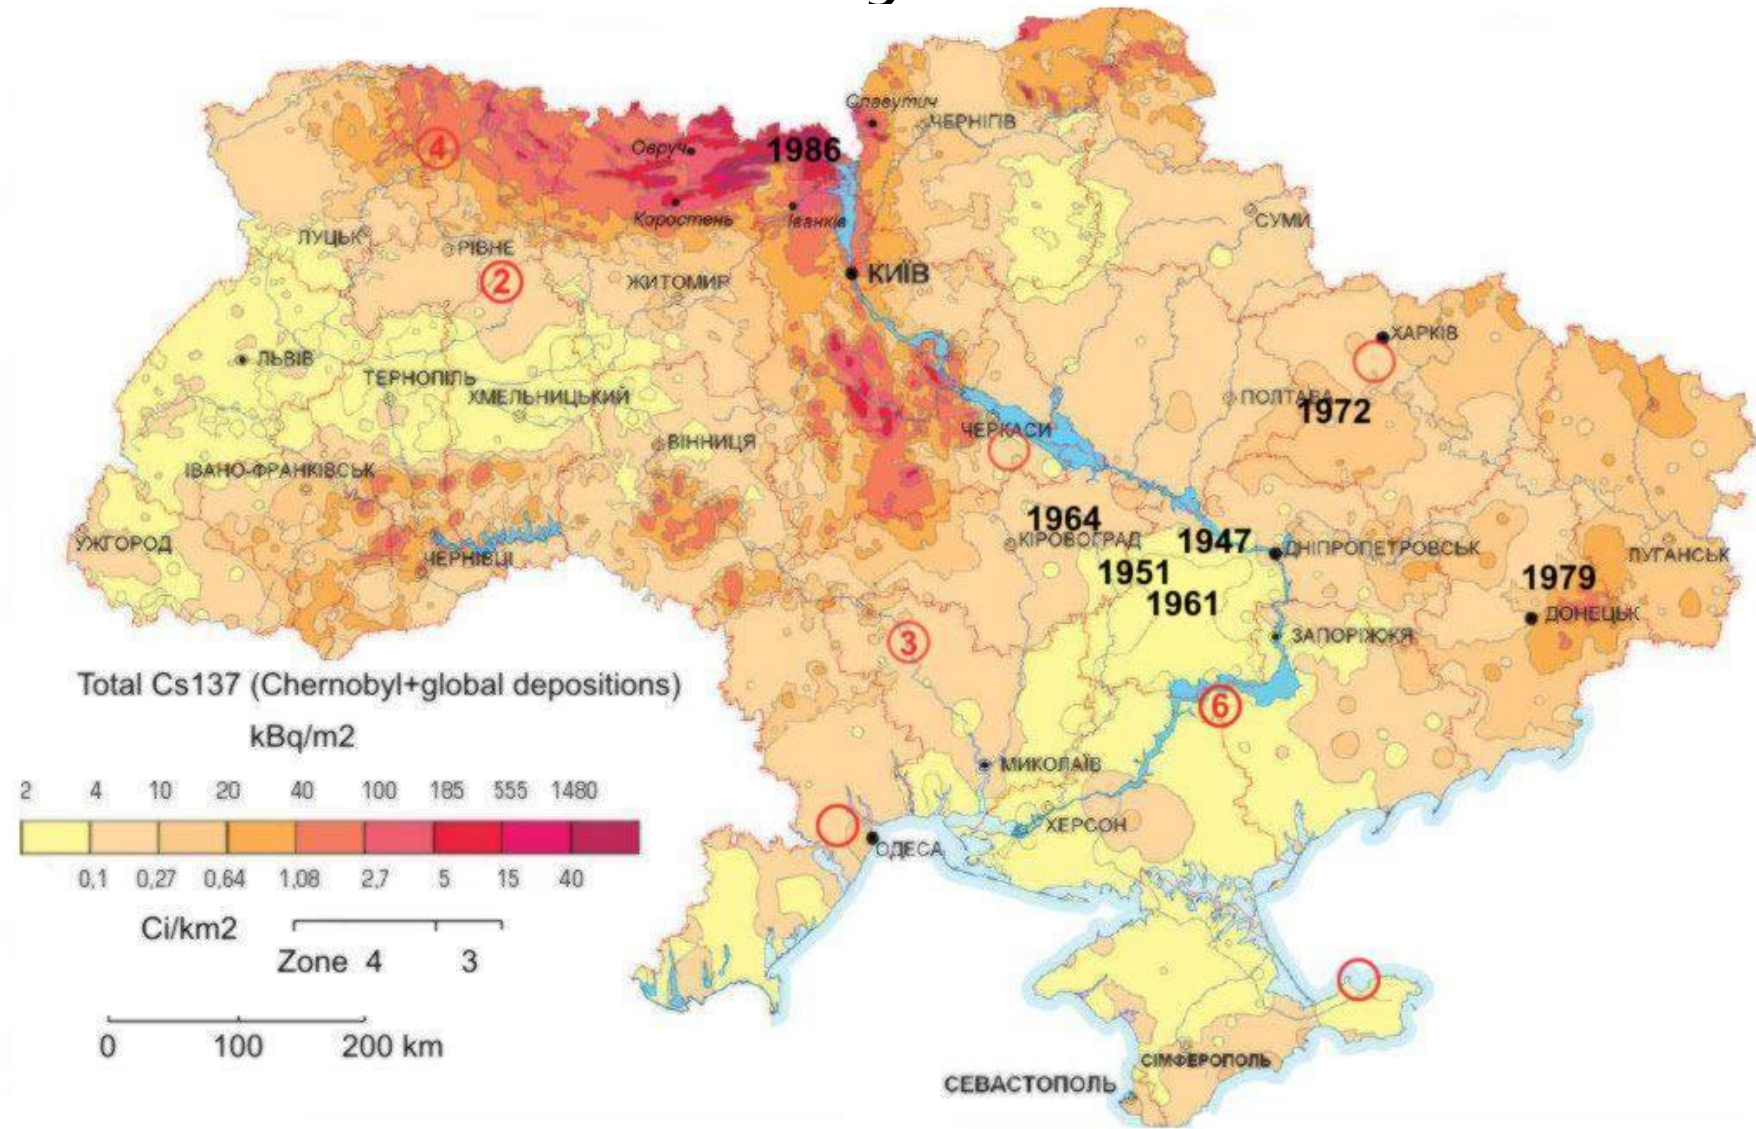 Славутич
ЧЕРНІГІВ
4
Овруч
1986
Коростень
Іванків
СУМИ
ЛУЦЬК
РІВНЕ
2
ЖИТОМИР
КИЇВ
ХАРКІВ
ЛЬВІВ
ТЕРНОПІЛЬ
ХМЕЛЬНИЦЬКИЙ
ПОЛТАВА
1972
ВІННИЦЯ
ЧЕРКАСИ
ІВАНО-ФРАНКІВСЬК
1964
КІРОВОГРАД
1947
ДНІПРОПЕТРОВСЬК
УЖГОРОД
ЧЕРНІВЦІ
ЛУГАНСЬК
1951
1979
1961
ДОНЕЦЬК
3
ЗАПОРІЖЖЯ
6
МИКОЛАЇВ
ХЕРСОН
ОДЕСА
СІМФЕРОПОЛЬ
СЕВАСТОПОЛЬ
Total Cs137 (Chernobyl+global depositions)
kBq/m2
2 4 10 20 40 100 185 555 1480
0,1 0,27 0,64 1,08 2,7 5 15 40
Ci/km2
Zone 4 3
0 100 200 km